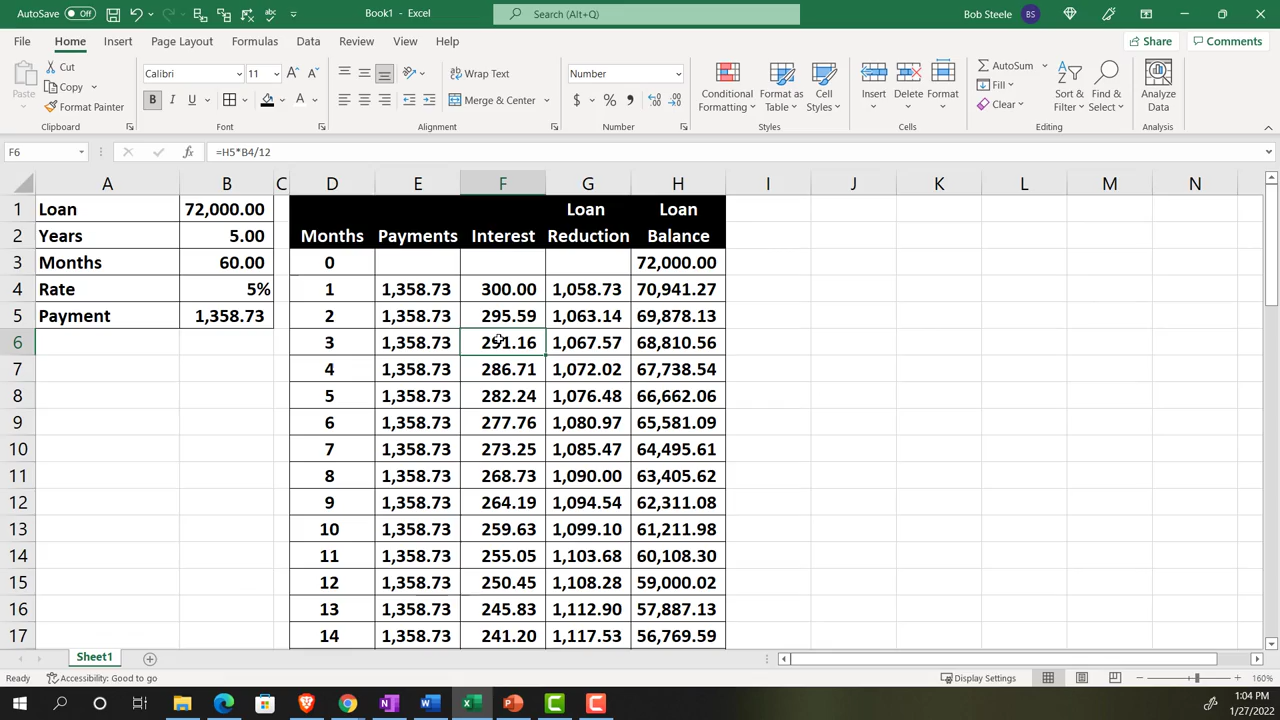 AutoSave Off Book1 - Excel Search (Alt+Q) Bob Steele BS
File Home Insert Page Layout Formulas Data Review View Help Share Comments
Paste Cut Copy Format Painter
Calibri 11
B I U A
Wrap Text
Merge & Center
Number
$ % ,
Conditional Formatting Format as Table Cell Styles
Insert Delete Format
AutoSum Fill Clear
Sort & Filter Find & Select
Analyze Data
Clipboard Font Alignment Number Styles Cells Editing Analysis
F6 fx =H5*B4/12
A B C D E F G H I J K L M N
1 Loan 72,000.00 Loan Loan
2 Years 5.00 Months Payments Interest Reduction Balance
3 Months 60.00 0 72,000.00
4 Rate 5% 1 1,358.73 300.00 1,058.73 70,941.27
5 Payment 1,358.73 2 1,358.73 295.59 1,063.14 69,878.13
6 3 1,358.73 291.16 1,067.57 68,810.56
7 4 1,358.73 286.71 1,072.02 67,738.54
8 5 1,358.73 282.24 1,076.48 66,662.06
9 6 1,358.73 277.76 1,080.97 65,581.09
10 7 1,358.73 273.25 1,085.47 64,495.61
11 8 1,358.73 268.73 1,090.00 63,405.62
12 9 1,358.73 264.19 1,094.54 62,311.08
13 10 1,358.73 259.63 1,099.10 61,211.98
14 11 1,358.73 255.05 1,103.68 60,108.30
15 12 1,358.73 250.45 1,108.28 59,000.02
16 13 1,358.73 245.83 1,112.90 57,887.13
17 14 1,358.73 241.20 1,117.53 56,769.59
Sheet1
Ready Accessibility: Good to go Display Settings 160%
1:04 PM
1/27/2022